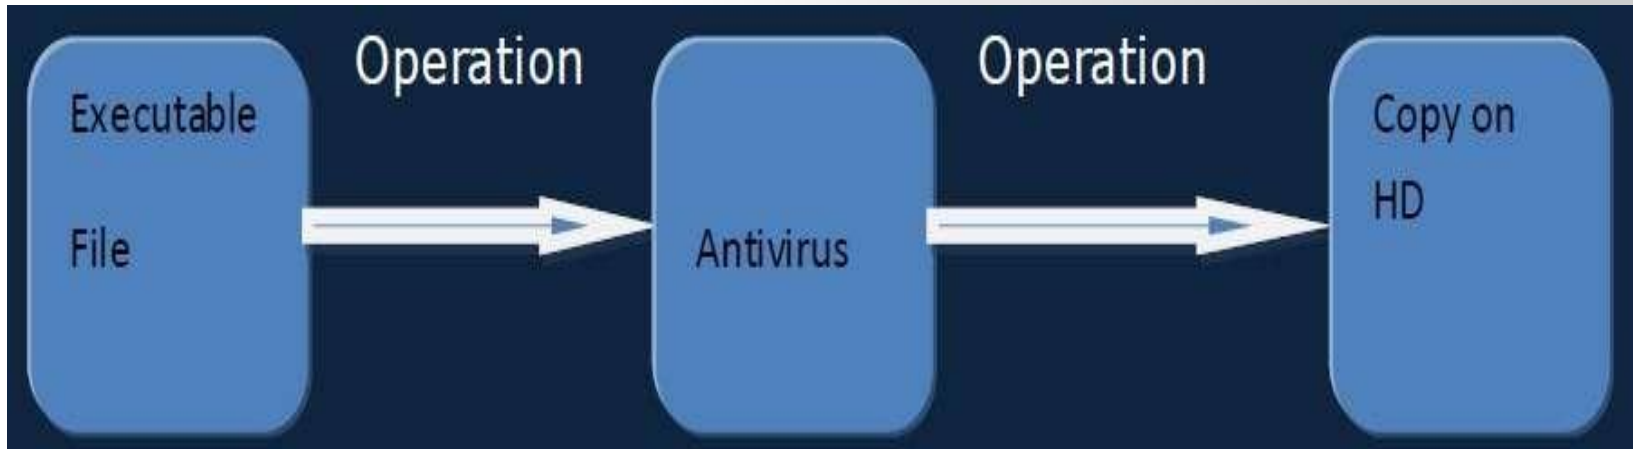 Executable
File
Operation
Antivirus
Operation
Copy on
HD